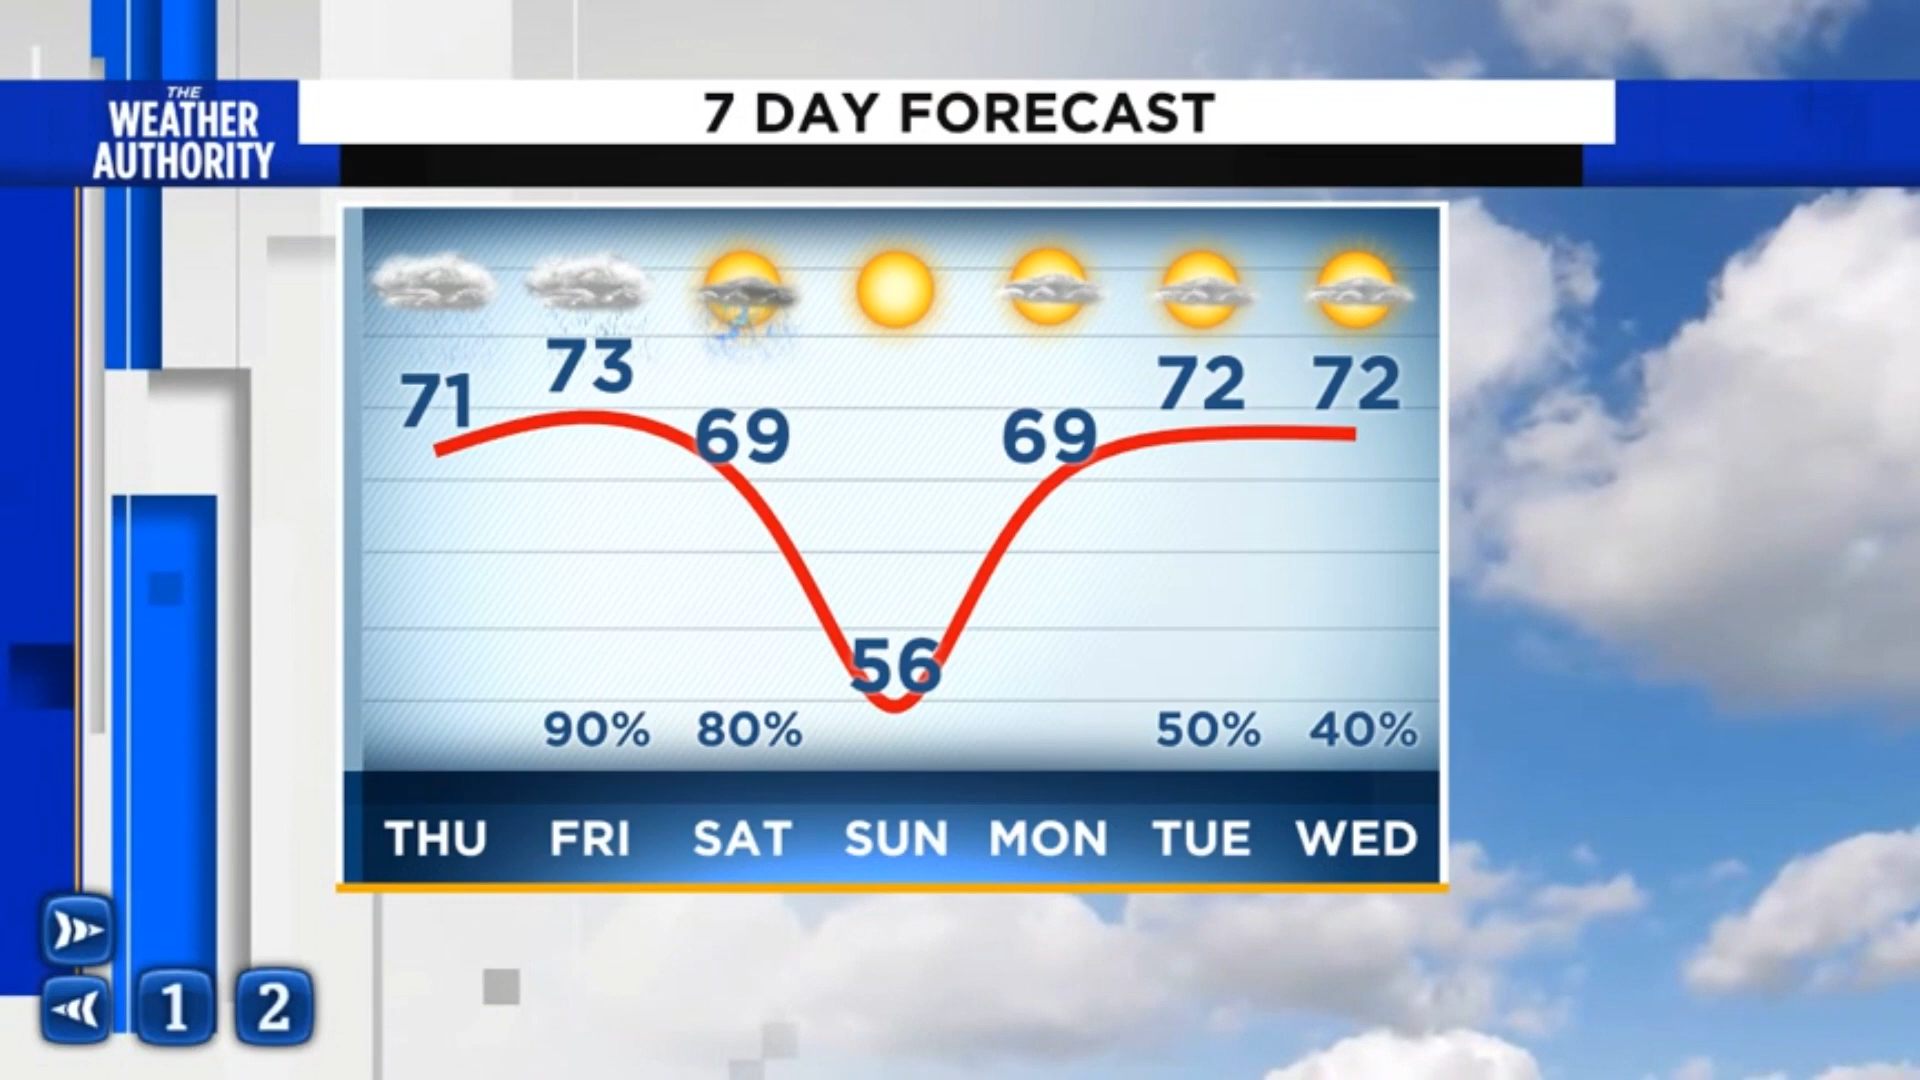 THE
WEATHER
AUTHORITY
7 DAY FORECAST
71 73 69 56 69 72 72
90% 80% 50% 40%
THU FRI SAT SUN MON TUE WED
1 2